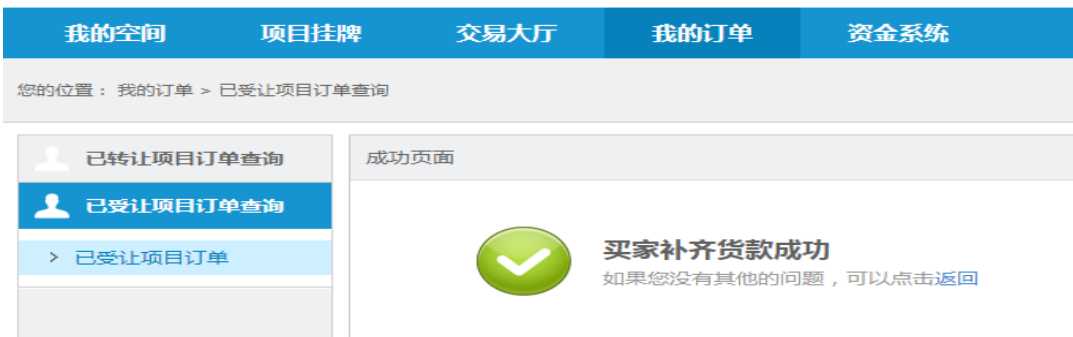 我的空间 项目挂牌 交易大厅 我的订单 资金系统
您的位置：我的订单 > 已受让项目订单查询
已转让项目订单查询
成功页面
已受让项目订单查询
> 已受让项目订单
买家补齐货款成功
如果您没有其他的问题，可以点击返回